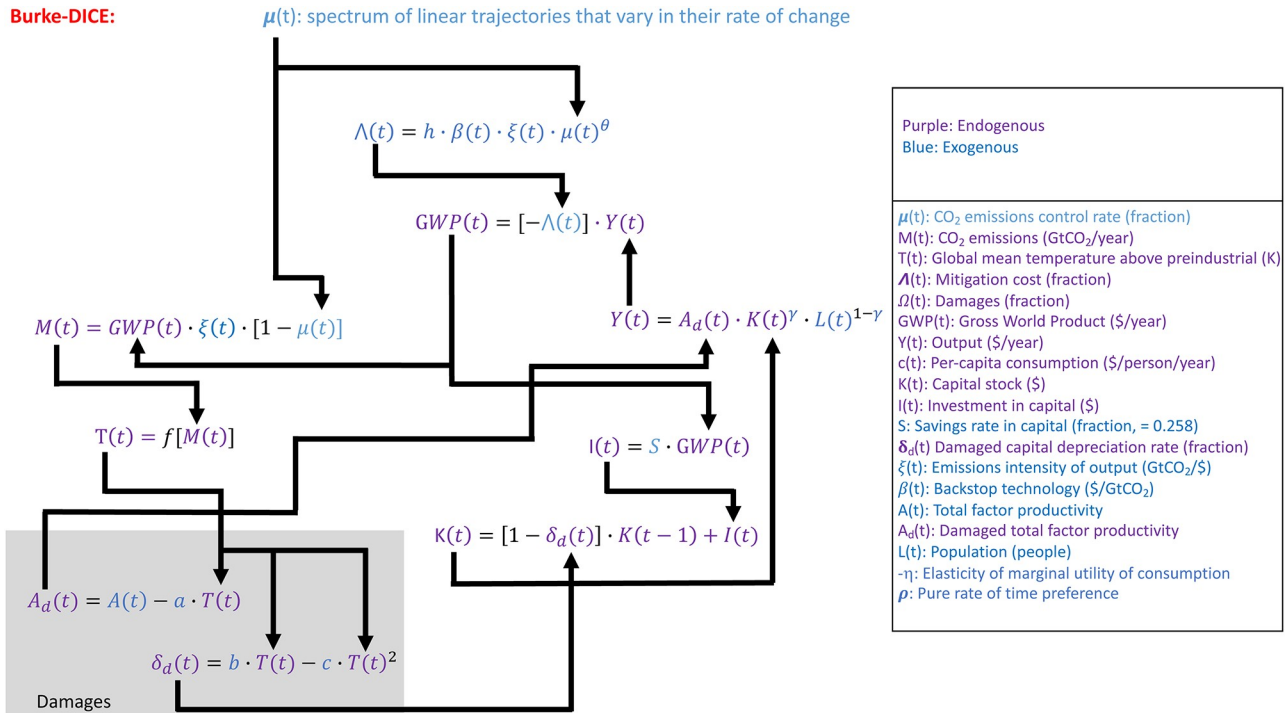 Burke-DICE:
μ(t): spectrum of linear trajectories that vary in their rate of change
Λ(t) = h · β(t) · ξ(t) · μ(t)^θ
GWP(t) = [−Λ(t)] · Y(t)
M(t) = GWP(t) · ξ(t) · [1 − μ(t)]
Y(t) = A_d(t) · K(t)^γ · L(t)^{1−γ}
T(t) = f[M(t)]
I(t) = S · GWP(t)
K(t) = [1 − δ_d(t)] · K(t − 1) + I(t)
A_d(t) = A(t) − a · T(t)
δ_d(t) = b · T(t) − c · T(t)²
Damages
Purple: Endogenous
Blue: Exogenous
μ(t): CO₂ emissions control rate (fraction)
M(t): CO₂ emissions (GtCO₂/year)
T(t): Global mean temperature above preindustrial (K)
Λ(t): Mitigation cost (fraction)
Ω(t): Damages (fraction)
GWP(t): Gross World Product ($/year)
Y(t): Output ($/year)
c(t): Per-capita consumption ($/person/year)
K(t): Capital stock ($)
I(t): Investment in capital ($)
S: Savings rate in capital (fraction, = 0.258)
δ_d(t) Damaged capital depreciation rate (fraction)
ξ(t): Emissions intensity of output (GtCO₂/$)
β(t): Backstop technology ($/GtCO₂)
A(t): Total factor productivity
A_d(t): Damaged total factor productivity
L(t): Population (people)
-η: Elasticity of marginal utility of consumption
ρ: Pure rate of time preference